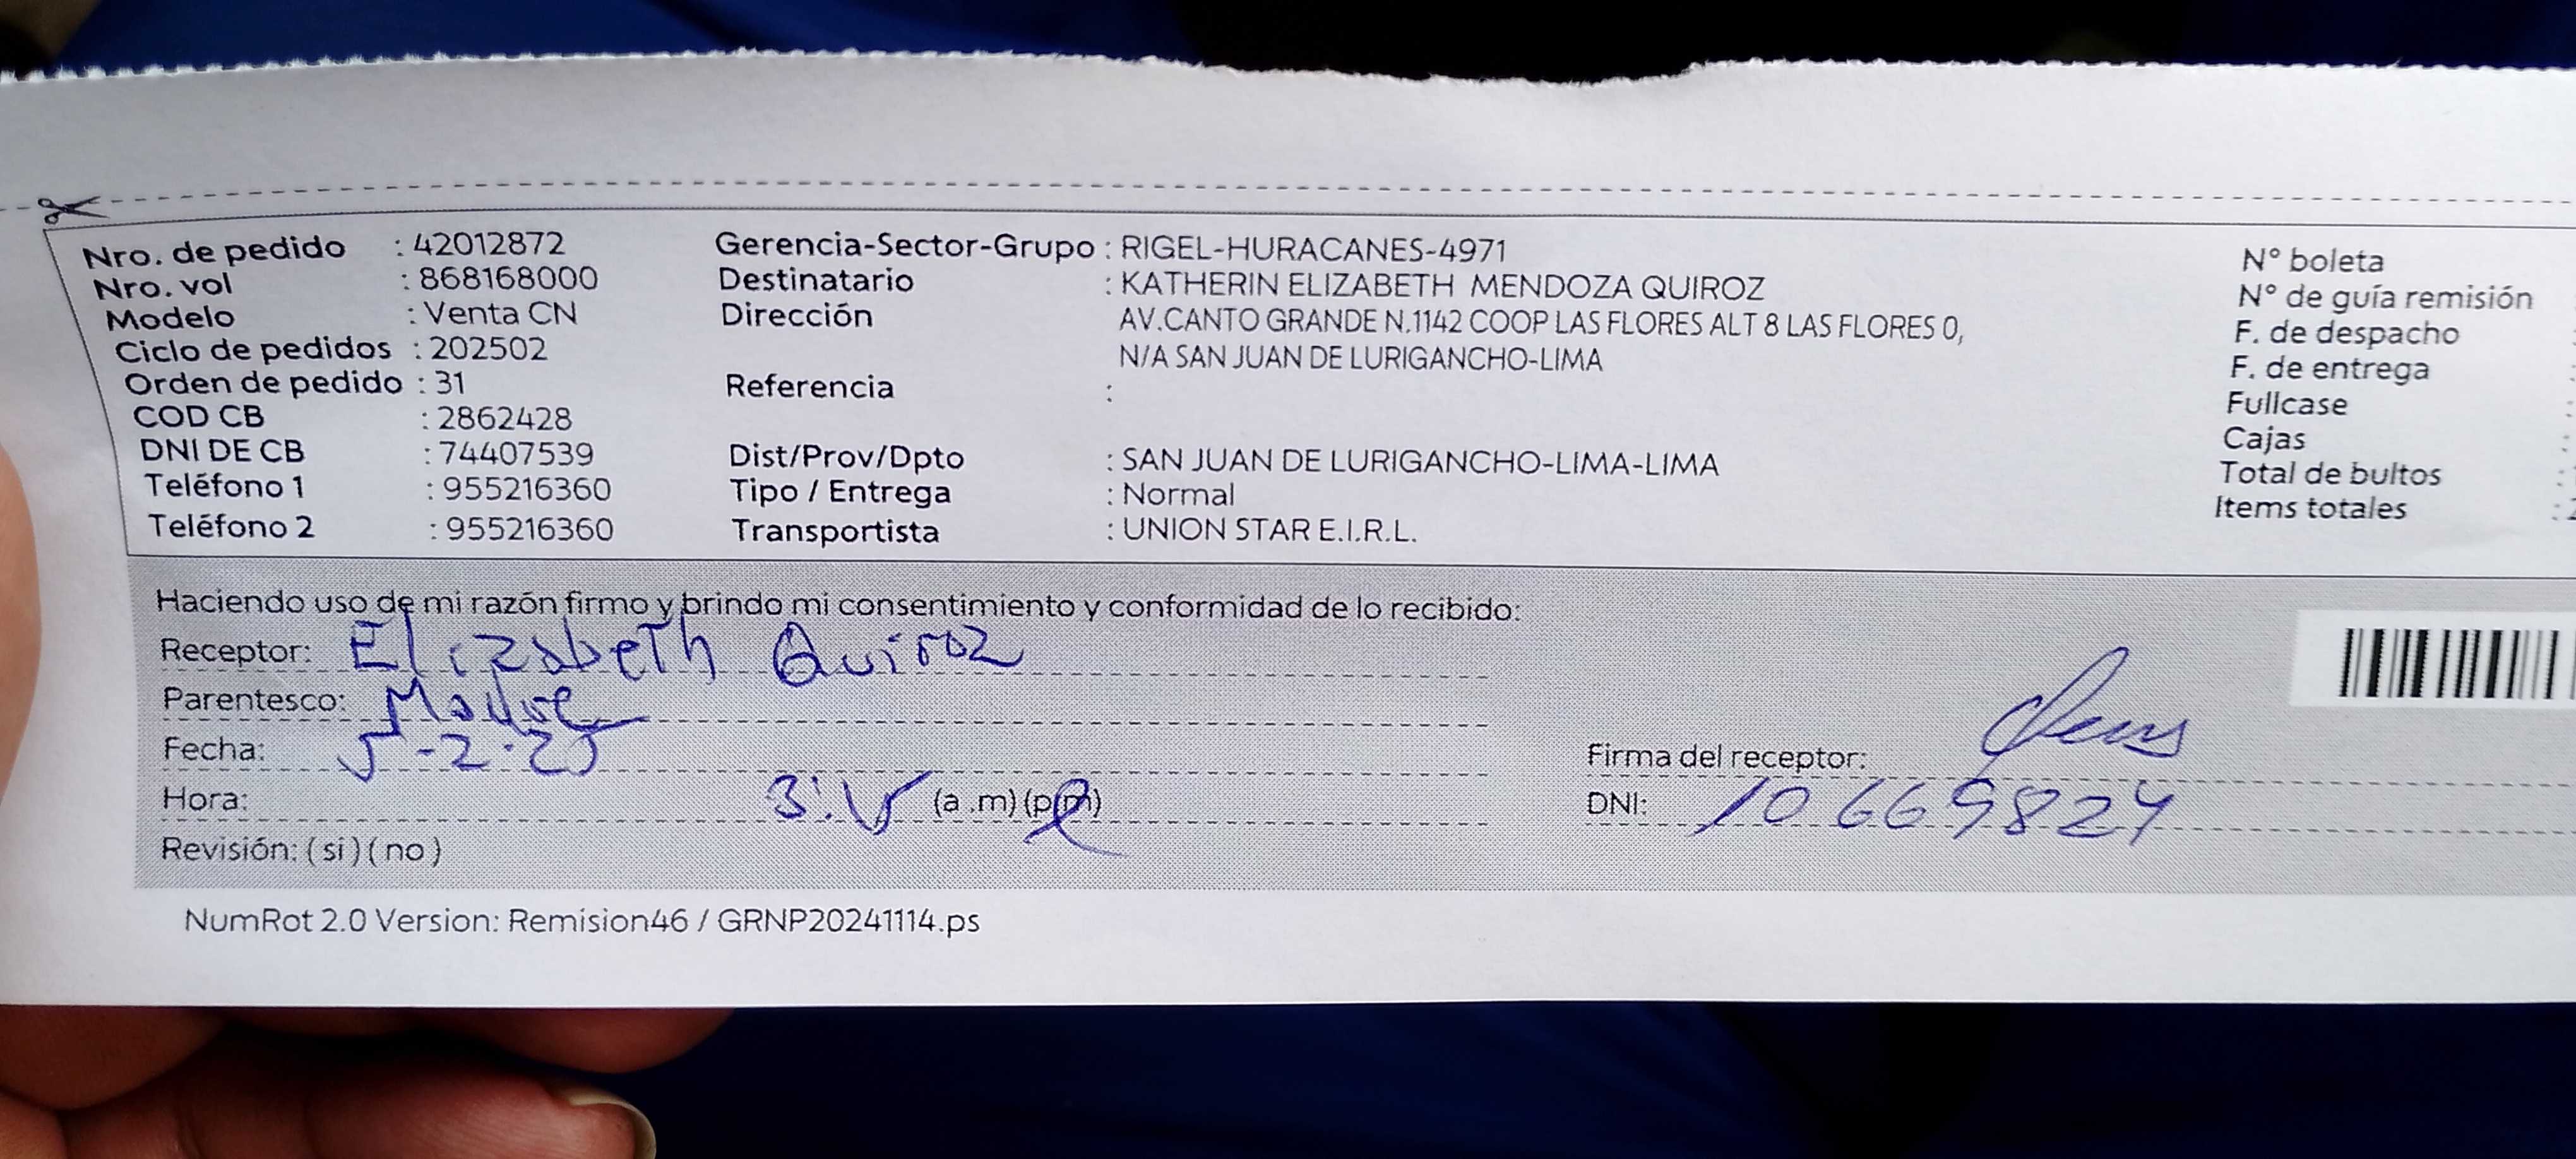 Nro. de pedido : 42012872
Nro. vol : 868168000
Modelo : Venta CN
Ciclo de pedidos : 202502
Orden de pedido : 31
COD CB : 2862428
DNI DE CB : 74407539
Teléfono 1 : 955216360
Teléfono 2 : 955216360
Gerencia-Sector-Grupo : RIGEL-HURACANES-4971
Destinatario : KATHERIN ELIZABETH MENDOZA QUIROZ
Dirección AV.CANTO GRANDE N.1142 COOP LAS FLORES ALT 8 LAS FLORES 0,
N/A SAN JUAN DE LURIGANCHO-LIMA
Referencia :
Dist/Prov/Dpto : SAN JUAN DE LURIGANCHO-LIMA-LIMA
Tipo / Entrega : Normal
Transportista : UNION STAR E.I.R.L.
N° boleta
N° de guía remisión
F. de despacho
F. de entrega
Fullcase
Cajas
Total de bultos
Items totales
Haciendo uso de mi razón firmo y brindo mi consentimiento y conformidad de lo recibido:
Receptor: Elizabeth Quiroz
Parentesco: Madre
Fecha: 5-2-25
Hora: 3: (a .m) (p.m)
Revisión: ( si ) ( no )
Firma del receptor:
DNI: 10669824
NumRot 2.0 Version: Remision46 / GRNP20241114.ps